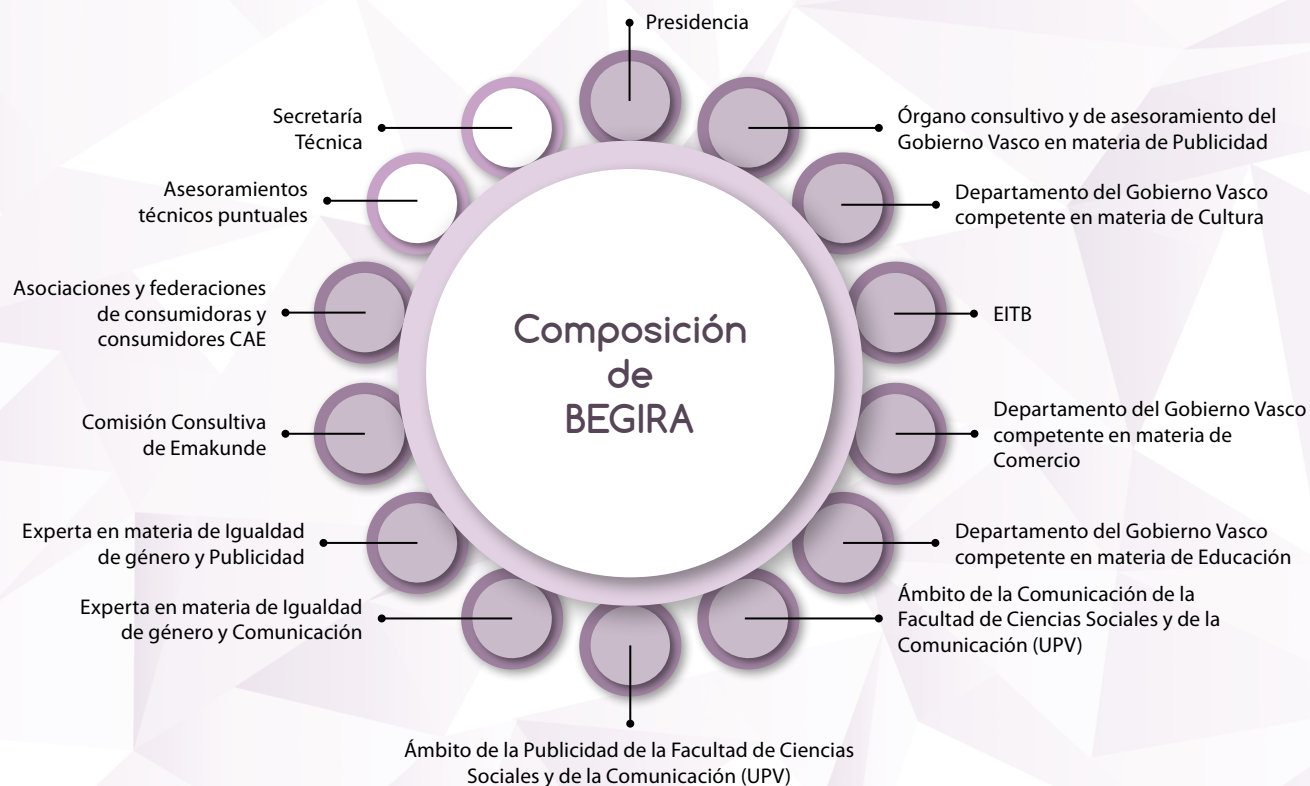 Presidencia
Órgano consultivo y de asesoramiento del
Gobierno Vasco en materia de Publicidad
Departamento del Gobierno Vasco
competente en materia de Cultura
EITB
Departamento del Gobierno Vasco
competente en materia de
Comercio
Departamento del Gobierno Vasco
competente en materia de Educación
Ámbito de la Comunicación de la
Facultad de Ciencias Sociales y de la
Comunicación (UPV)
Ámbito de la Publicidad de la Facultad de Ciencias
Sociales y de la Comunicación (UPV)
Experta en materia de Igualdad
de género y Comunicación
Experta en materia de Igualdad
de género y Publicidad
Comisión Consultiva
de Emakunde
Asociaciones y federaciones
de consumidoras y
consumidores CAE
Asesoramientos
técnicos puntuales
Secretaría
Técnica
Composición
de
BEGIRA